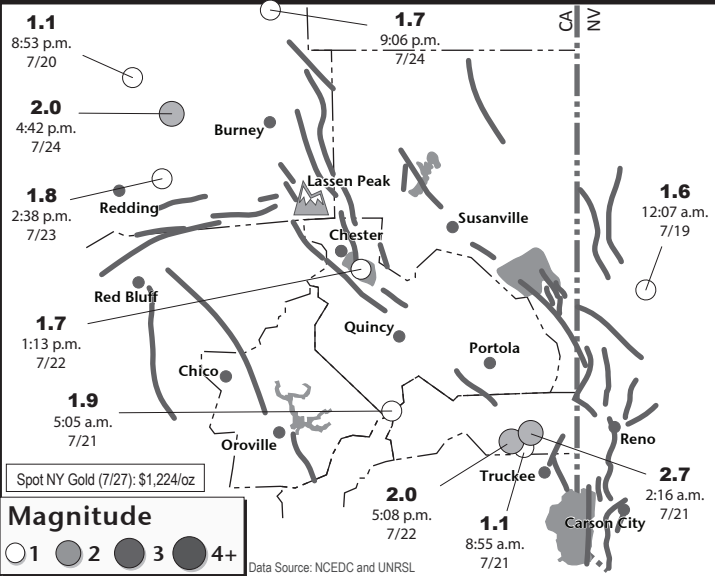 1.1
8:53 p.m.
7/20
1.7
9:06 p.m.
7/24
CA
NV
2.0
4:42 p.m.
7/24
Burney
1.8
2:38 p.m.
7/23
Redding
Lassen Peak
1.6
12:07 a.m.
7/19
Susanville
Chester
Red Bluff
1.7
1:13 p.m.
7/22
Quincy
Portola
Chico
1.9
5:05 a.m.
7/21
Oroville
Reno
Truckee
2.7
2:16 a.m.
7/21
2.0
5:08 p.m.
7/22
1.1
8:55 a.m.
7/21
Carson City
Spot NY Gold (7/27): $1,224/oz
Magnitude
1 2 3 4+
Data Source: NCEDC and UNRSL